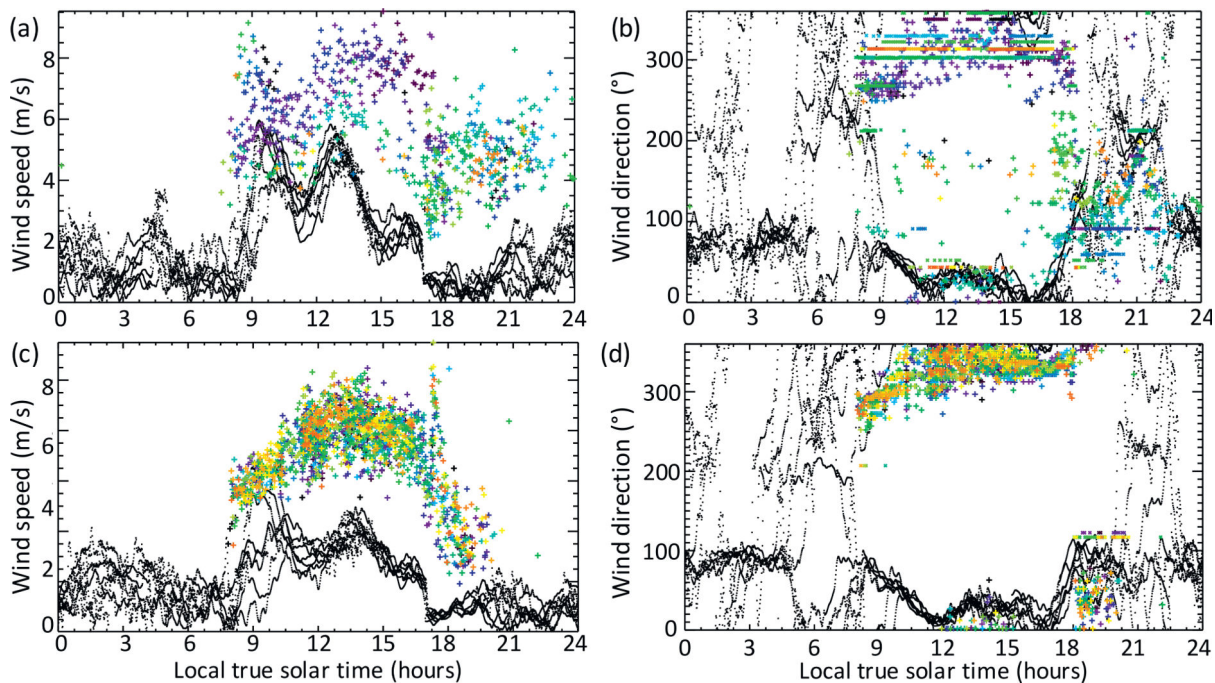 (a)
Wind speed (m/s)
8
6
4
2
0
0 3 6 9 12 15 18 21 24
(b)
Wind direction (°)
300
200
100
0
0 3 6 9 12 15 18 21 24
(c)
Wind speed (m/s)
8
6
4
2
0
0 3 6 9 12 15 18 21 24
Local true solar time (hours)
(d)
Wind direction (°)
300
200
100
0
0 3 6 9 12 15 18 21 24
Local true solar time (hours)